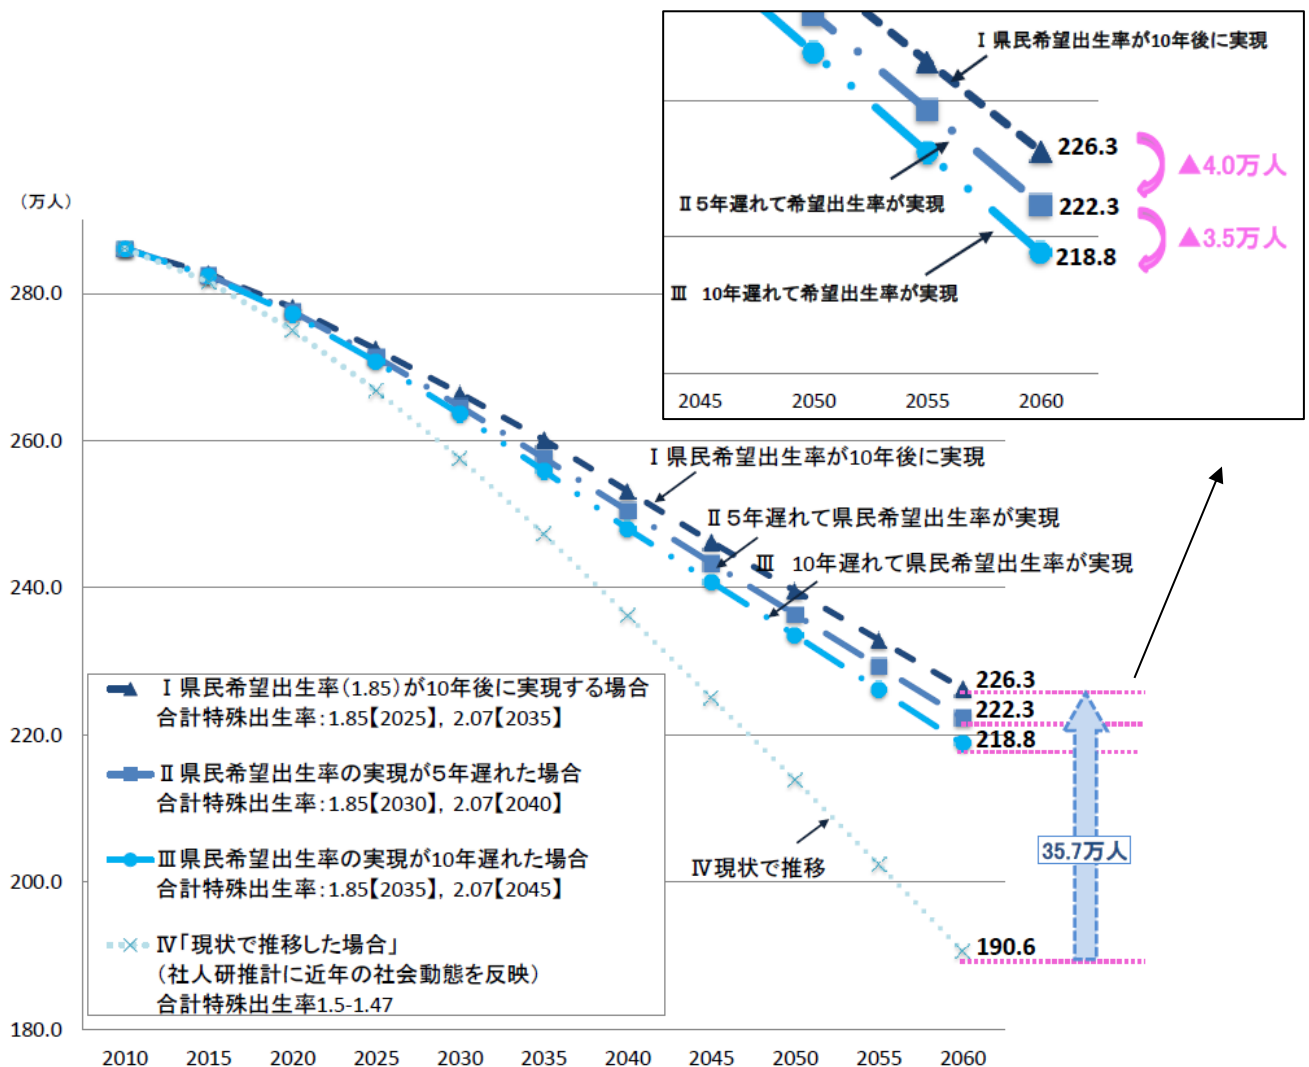 Ⅰ県民希望出生率が10年後に実現
226.3
▲4.0万人
Ⅱ５年遅れて希望出生率が実現
222.3
▲3.5万人
218.8
Ⅲ 10年遅れて希望出生率が実現
2045 2050 2055 2060
（万人）
280.0
260.0
240.0
220.0
200.0
180.0
Ⅰ県民希望出生率が10年後に実現
Ⅱ５年遅れて県民希望出生率が実現
Ⅲ 10年遅れて県民希望出生率が実現
226.3
222.3
218.8
35.7万人
Ⅳ現状で推移
190.6
Ⅰ県民希望出生率（1.85）が10年後に実現する場合
合計特殊出生率：1.85【2025】，2.07【2035】
Ⅱ県民希望出生率の実現が５年遅れた場合
合計特殊出生率：1.85【2030】，2.07【2040】
Ⅲ県民希望出生率の実現が10年遅れた場合
合計特殊出生率：1.85【2035】，2.07【2045】
Ⅳ「現状で推移した場合」
（社人研推計に近年の社会動態を反映）
合計特殊出生率1.5-1.47
2010 2015 2020 2025 2030 2035 2040 2045 2050 2055 2060